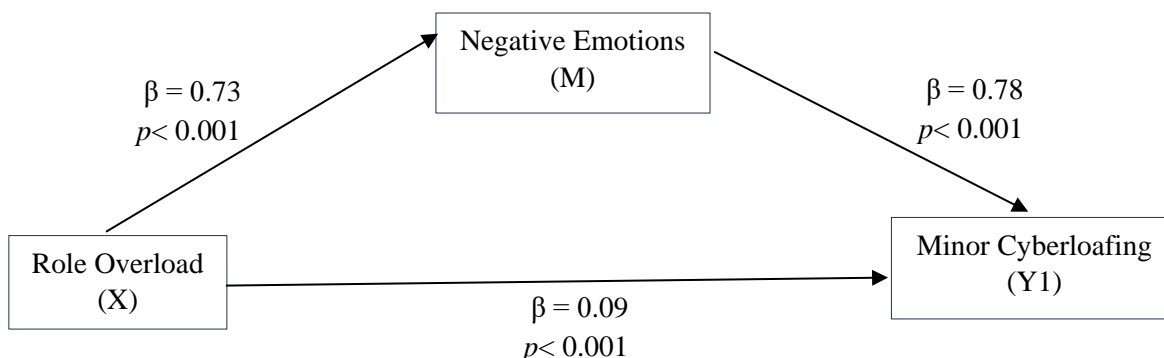 Negative Emotions
(M)
β = 0.73
p< 0.001
β = 0.78
p< 0.001
Role Overload
(X)
Minor Cyberloafing
(Y1)
β = 0.09
p< 0.001